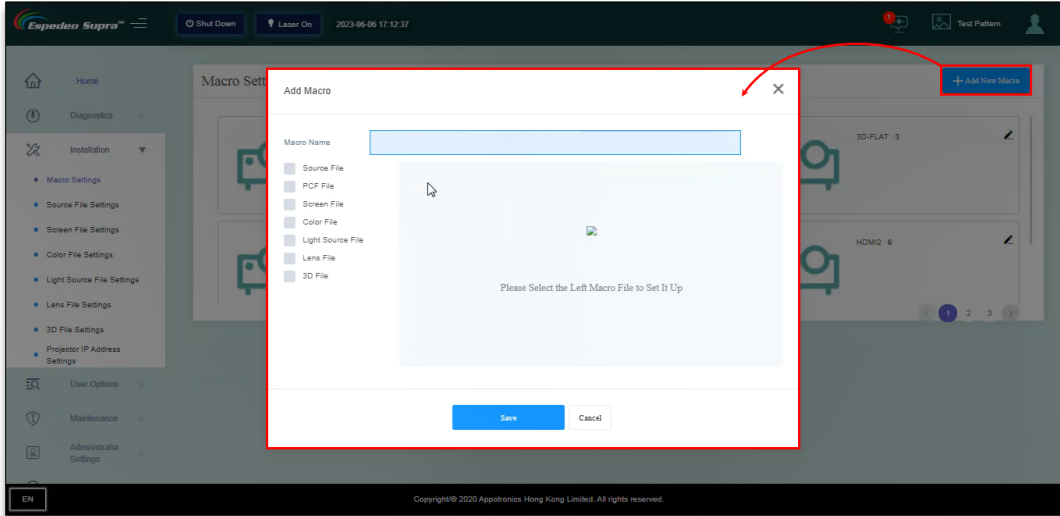 Espedeo Supra™
Shut Down
Laser On
2023-06-06 17:12:37
1
Test Pattern
Home
Diagnostics
Installation
Macro Settings
Source File Settings
Screen File Settings
Color File Settings
Light Source File Settings
Lens File Settings
3D File Settings
Projector IP Address
Settings
User Options
Maintenance
Administrator
Settings
Macro Sett
+ Add New Macro
Add Macro
Macro Name
Source File
PCF File
Screen File
Color File
Light Source File
Lens File
3D File
Please Select the Left Macro File to Set It Up
Save
Cancel
3D-FLAT 3
HDMI2 6
< 1 2 3 >
EN
Copyright/© 2020 Appotronics Hong Kong Limited. All rights reserved.